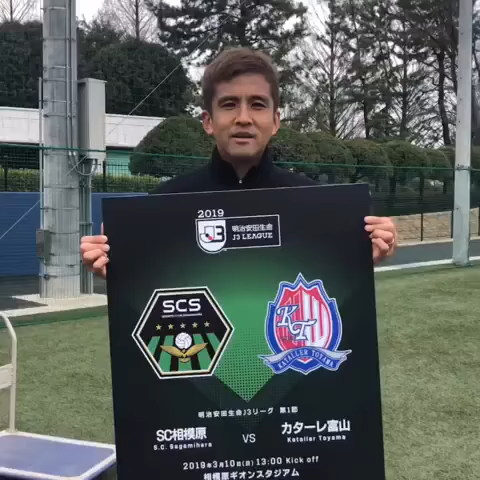 2019
明治安田生命
J3 LEAGUE
SCS
KT
KATALLER TOYAMA
明治安田生命J3リーグ 第1節
SC相模原
S.C. Sagamihara
VS
カターレ富山
Kataller Toyama
2019年3月10日(日) 13:00 Kick off
相模原ギオンスタジアム